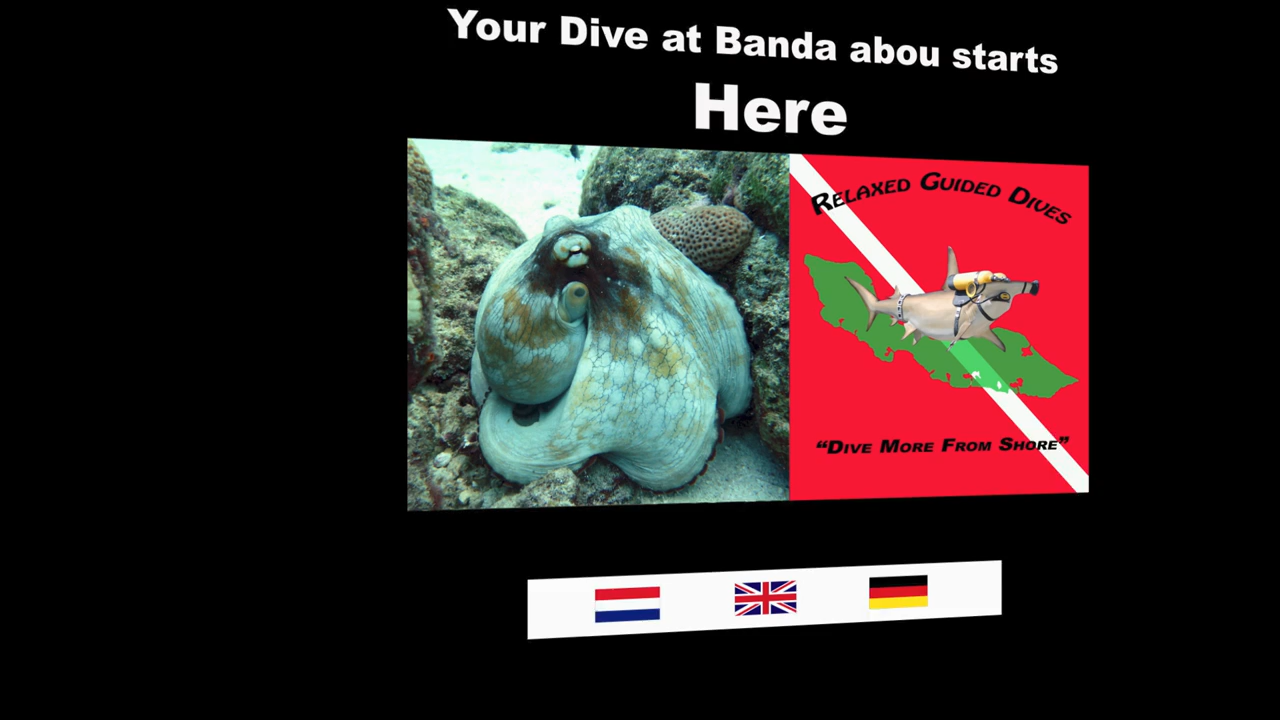 Your Dive at Banda abou starts
Here
Relaxed Guided Dives
“Dive More From Shore”